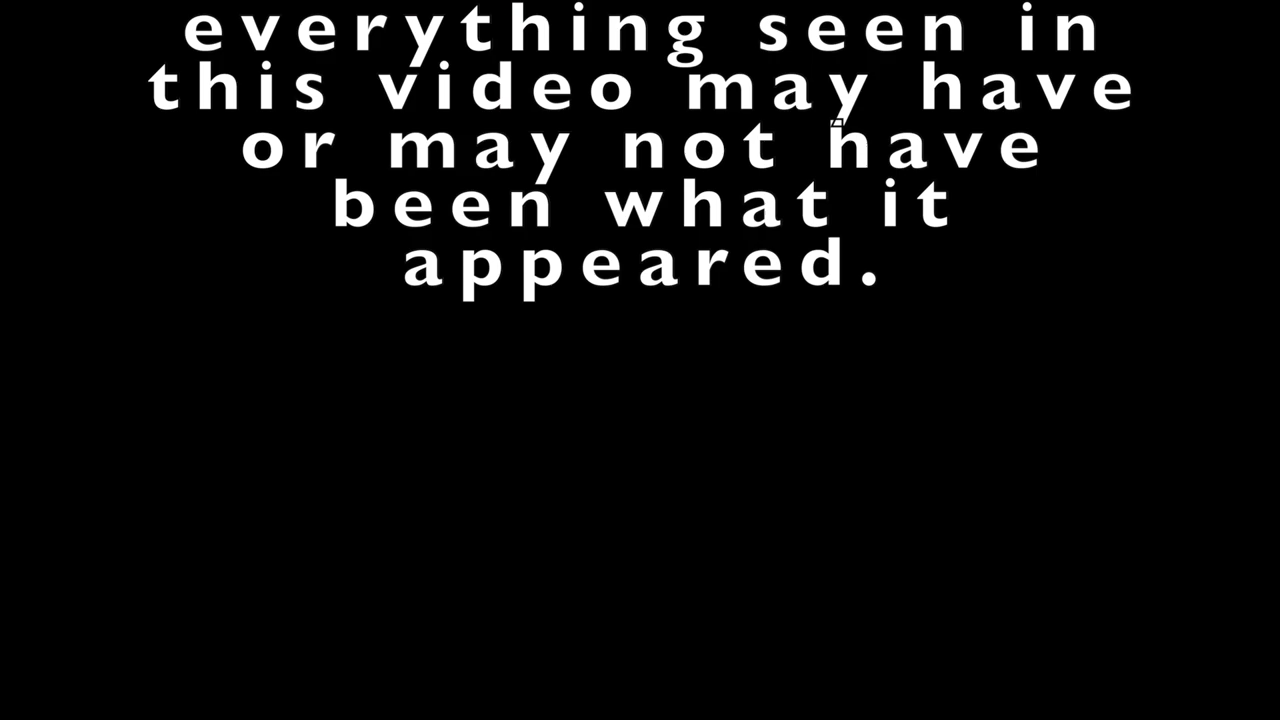 everything seen in
this video may have
or may not have
been what it
appeared.